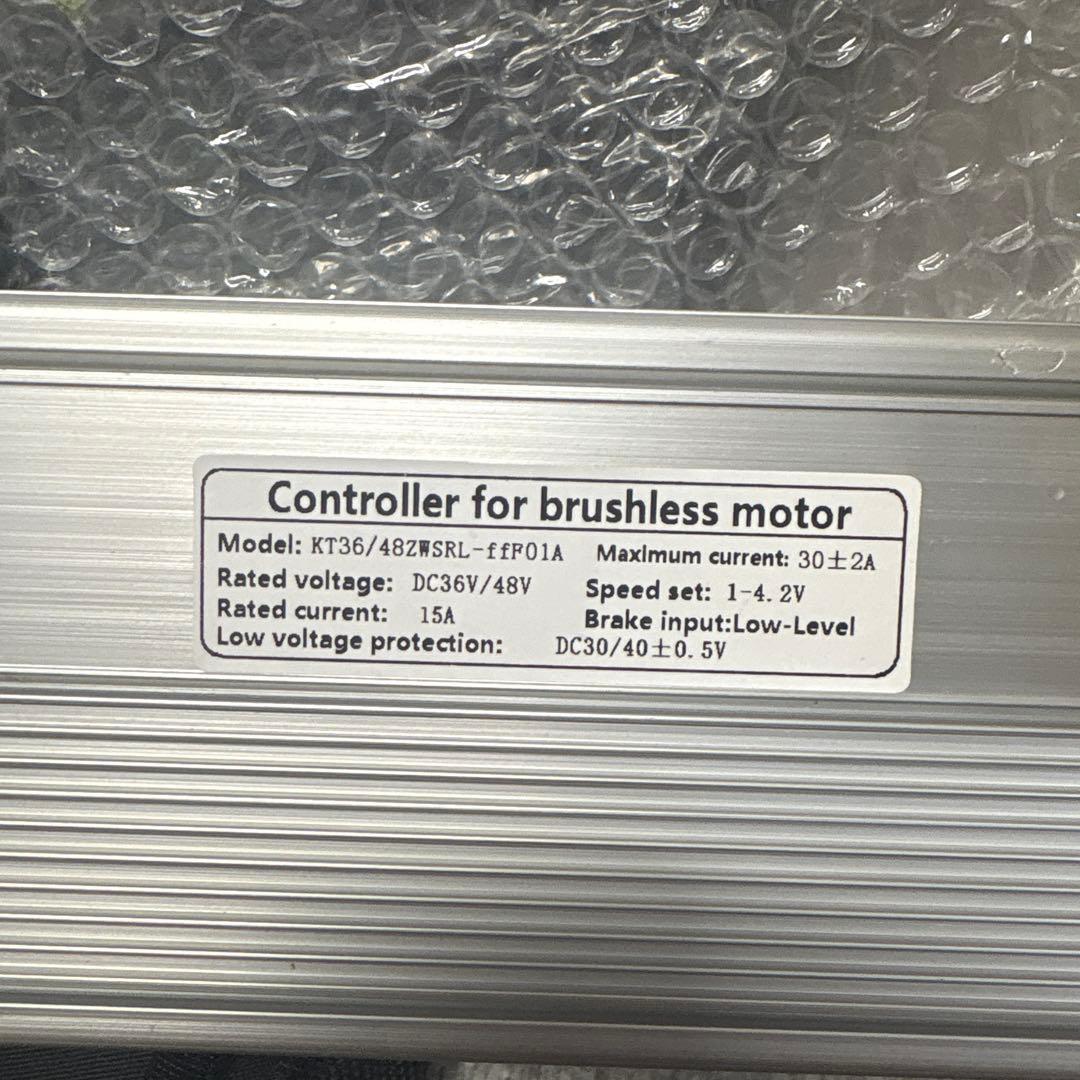 Controller for brushless motor
Model: KT36/48ZWSRL-ffF01A Maximum current: 30±2A
Rated voltage: DC36V/48V Speed set: 1-4.2V
Rated current: 15A Brake input:Low-Level
Low voltage protection: DC30/40±0.5V